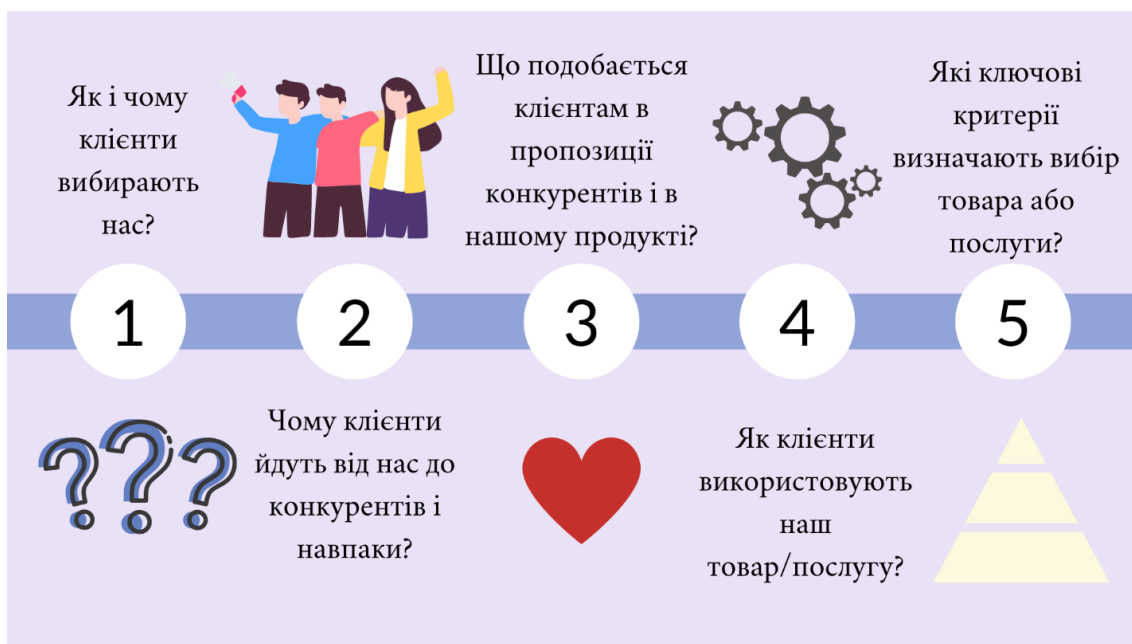 Як і чому
клієнти
вибирають
нас?
1
2
Чому клієнти
йдуть від нас до
конкурентів і
навпаки?
Що подобається
клієнтам в
пропозиції
конкурентів і в
нашому продукті?
3
4
Як клієнти
використовують
наш
товар/послугу?
Які ключові
критерії
визначають вибір
товара або
послуги?
5
???